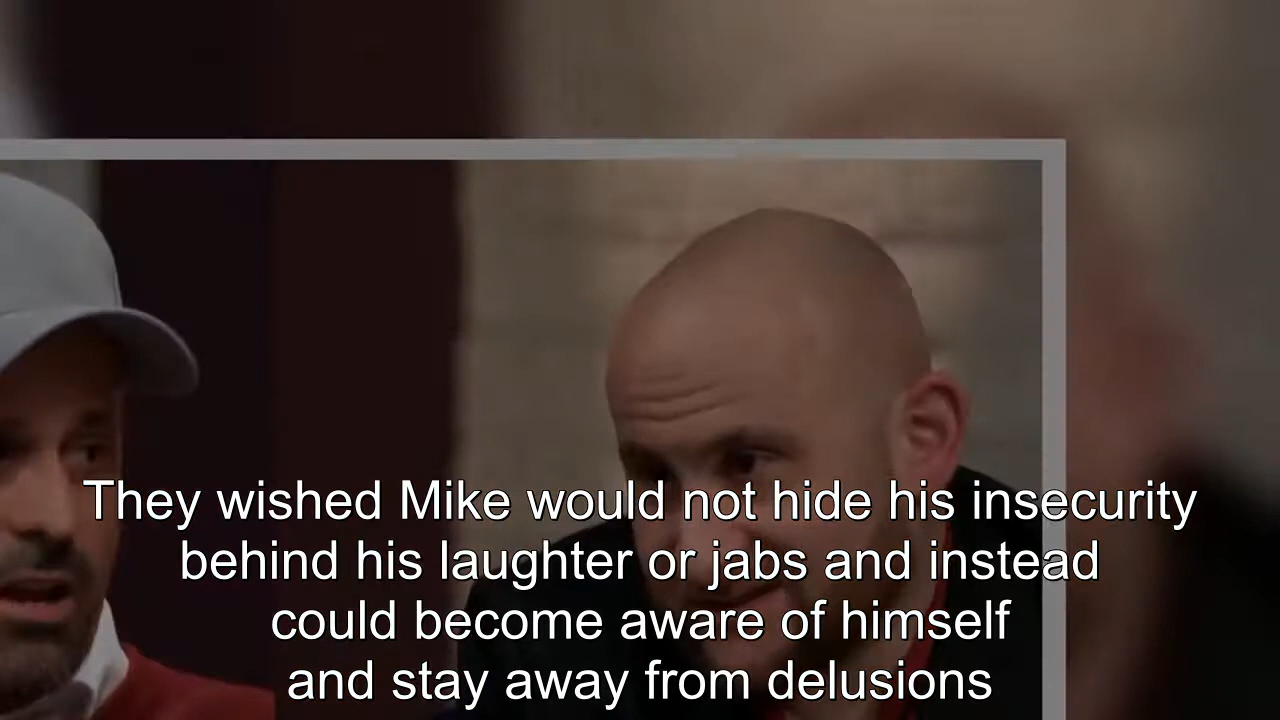 They wished Mike would not hide his insecurity
behind his laughter or jabs and instead
could become aware of himself
and stay away from delusions